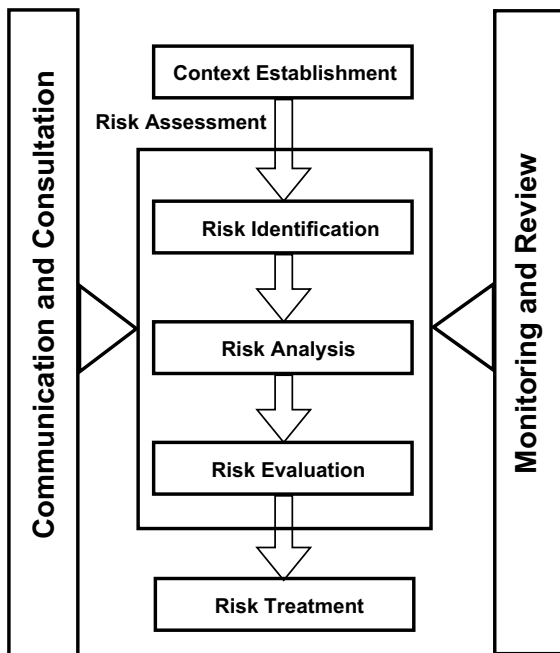 Communication and Consultation
Context Establishment
Risk Assessment
Risk Identification
Risk Analysis
Risk Evaluation
Risk Treatment
Monitoring and Review